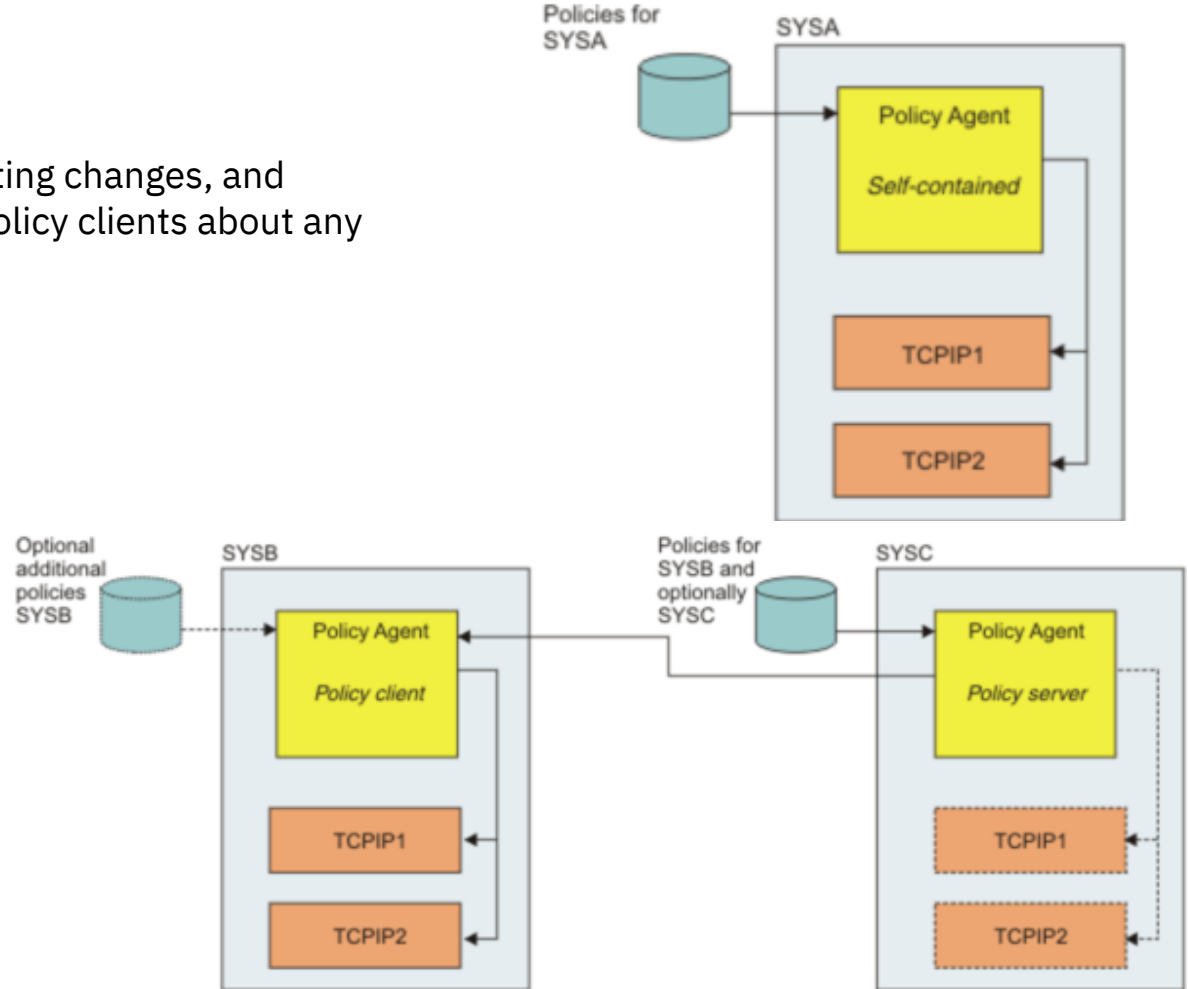 Policies for
SYSA
SYSA
Policy Agent
Self-contained
ting changes, and
olicy clients about any
TCPIP1
TCPIP2
Optional
additional
policies
SYSB
SYSB
Policy Agent
Policy client
TCPIP1
TCPIP2
Policies for
SYSB and
optionally
SYSC
SYSC
Policy Agent
Policy server
TCPIP1
TCPIP2